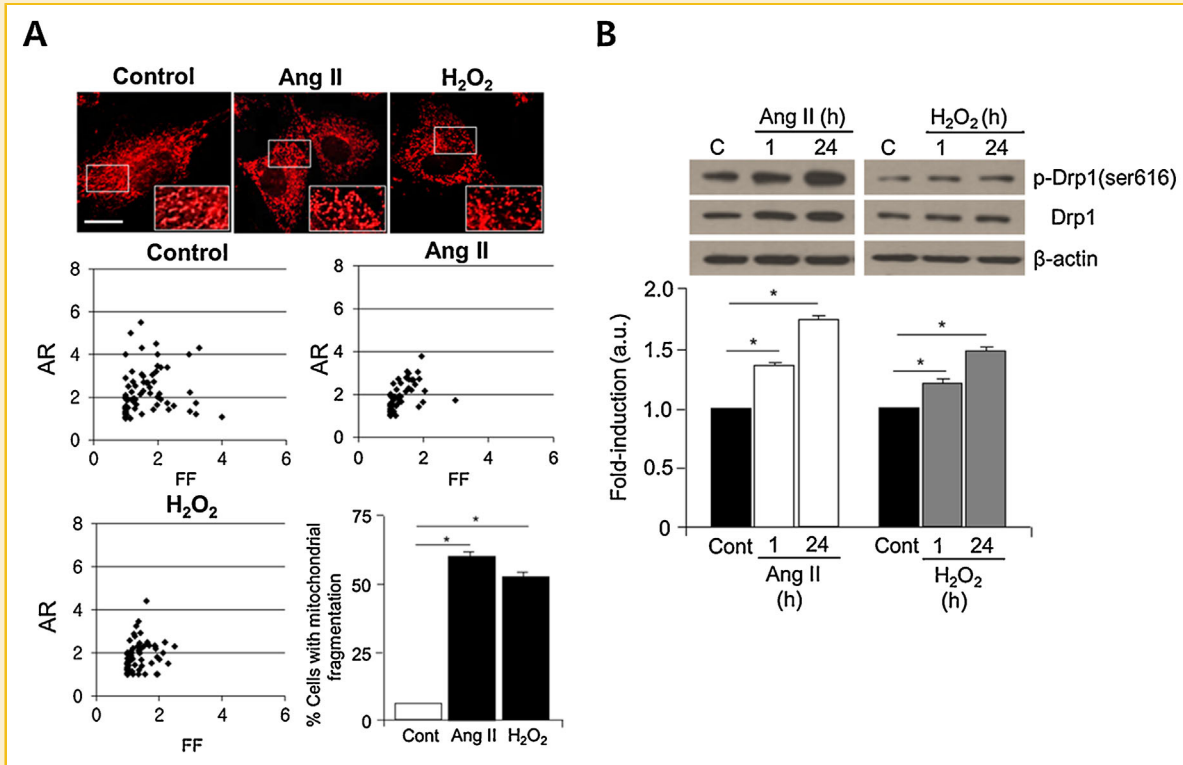 A
Control Ang II H₂O₂
Control
8
6
4
2
0
AR
0 2 4 6
FF
Ang II
8
6
4
2
0
AR
0 2 4 6
FF
H₂O₂
8
6
4
2
0
AR
0 2 4 6
FF
% Cells with mitochondrial
fragmentation
75
50
25
0
* *
Cont Ang II H₂O₂
B
Ang II (h) H₂O₂ (h)
C 1 24 C 1 24
p-Drp1(ser616)
Drp1
β-actin
Fold-induction (a.u.)
2.0
1.5
1.0
0.5
0
* * * *
Cont 1 24 Cont 1 24
Ang II H₂O₂
(h) (h)